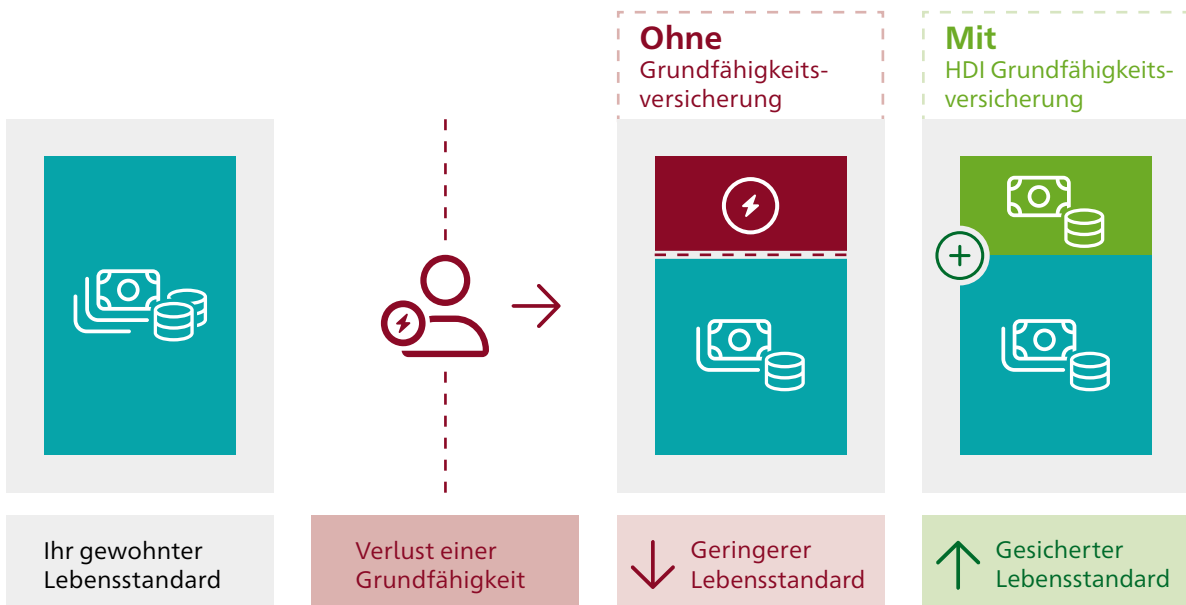 Ohne
Grundfähigkeits-
versicherung
Mit
HDI Grundfähigkeits-
versicherung
Ihr gewohnter
Lebensstandard
Verlust einer
Grundfähigkeit
Geringerer
Lebensstandard
Gesicherter
Lebensstandard